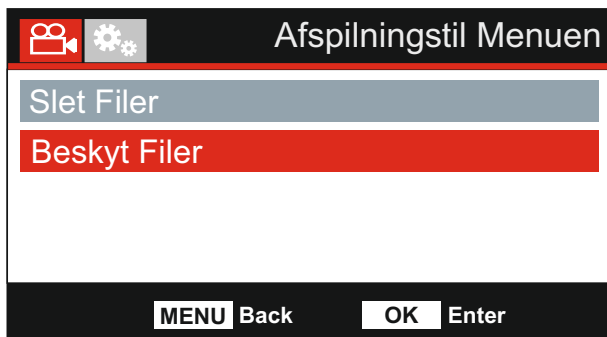 Afspilningstil Menuen
Slet Filer
Beskyt Filer
MENU Back OK Enter